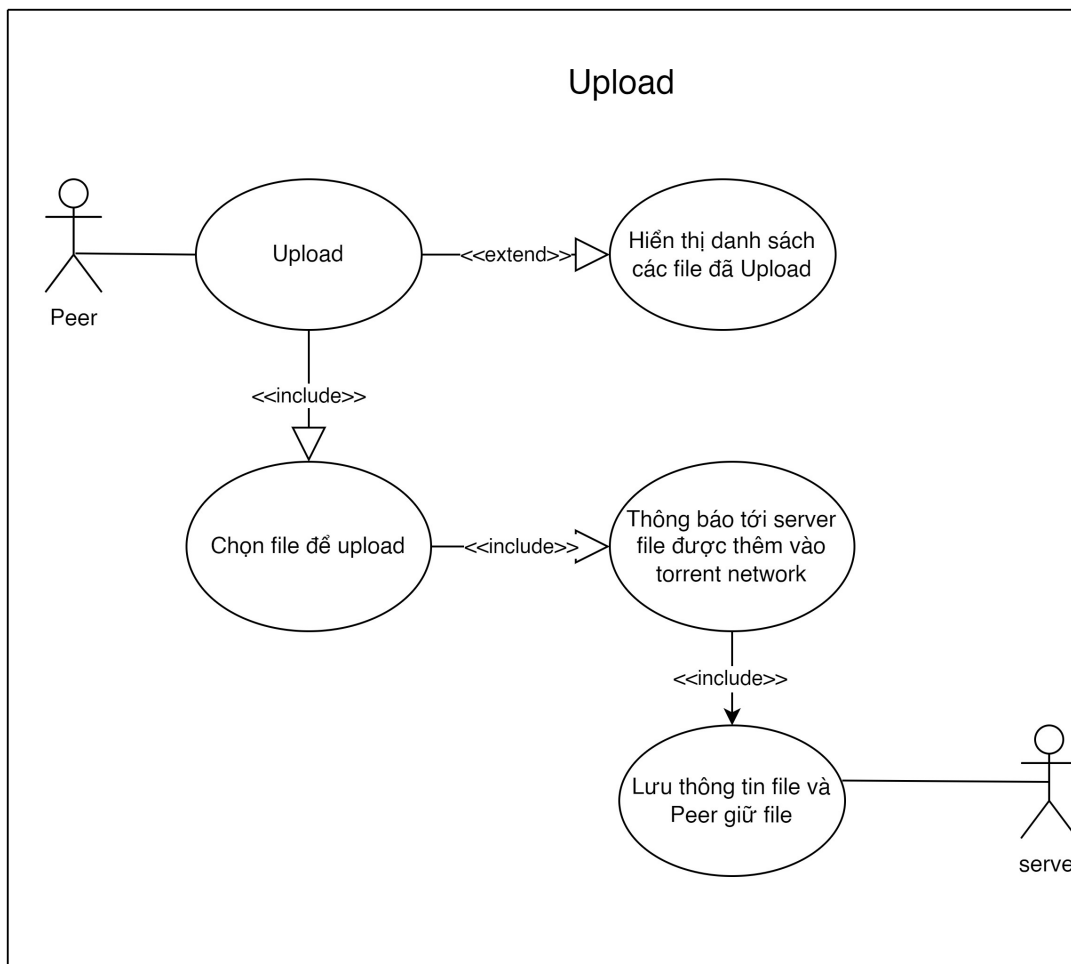 Upload
Upload
<<extend>>
Hiển thị danh sách
các file đã Upload
Peer
<<include>>
Chọn file để upload
<<include>>
Thông báo tới server
file được thêm vào
torrent network
<<include>>
Lưu thông tin file và
Peer giữ file
serve